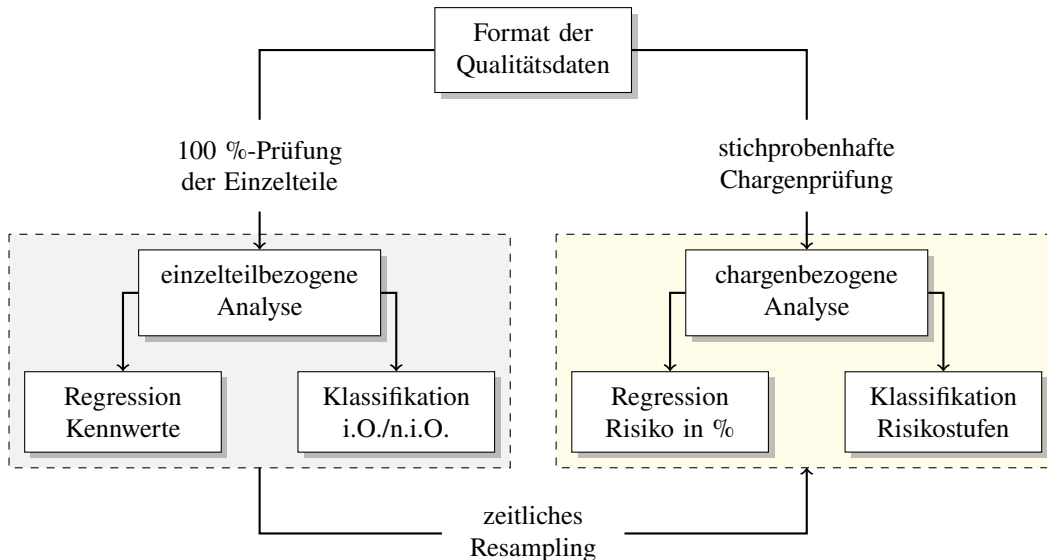 Format der
Qualitätsdaten
100 %-Prüfung
der Einzelteile
stichprobenhafte
Chargenprüfung
einzelteilbezogene
Analyse
Regression
Kennwerte
Klassifikation
i.O./n.i.O.
chargenbezogene
Analyse
Regression
Risiko in %
Klassifikation
Risikostufen
zeitliches
Resampling